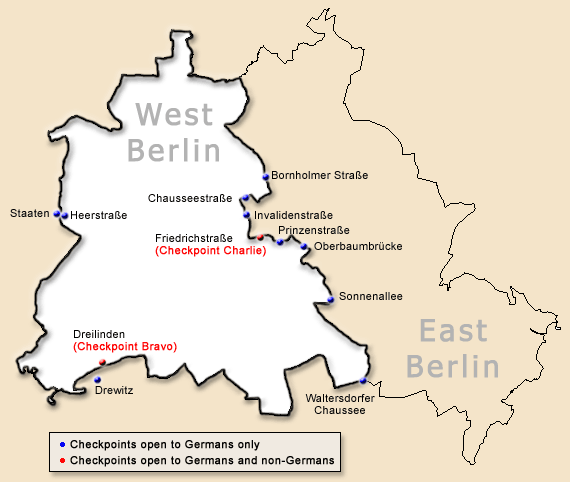 West
Berlin
Bornholmer Straße
Chausseestraße
Staaten
Heerstraße
Invalidenstraße
Prinzenstraße
Friedrichstraße
(Checkpoint Charlie)
Oberbaumbrücke
Sonnenallee
East
Berlin
Dreilinden
(Checkpoint Bravo)
Drewitz
Waltersdorfer
Chaussee
Checkpoints open to Germans only
Checkpoints open to Germans and non-Germans